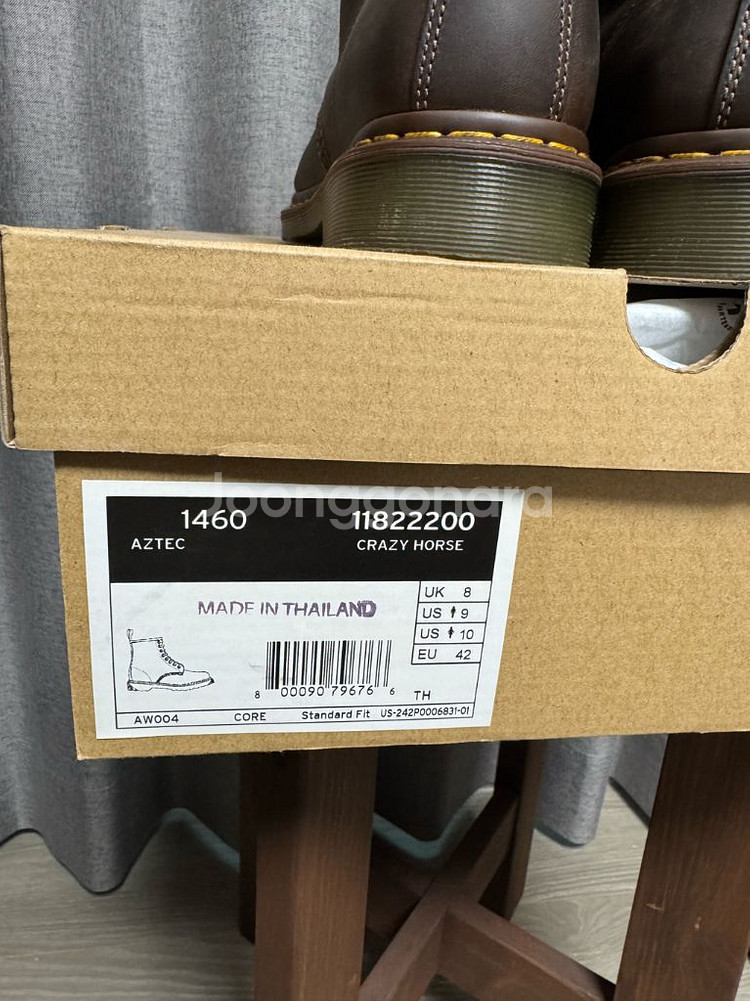 Joonggonara
1460 11822200
AZTEC CRAZY HORSE
UK 8
MADE IN THAILAND
US 9
US 10
EU 42
8 00090 79676 6 TH
AW004 CORE Standard Fit US-242P0006831-01